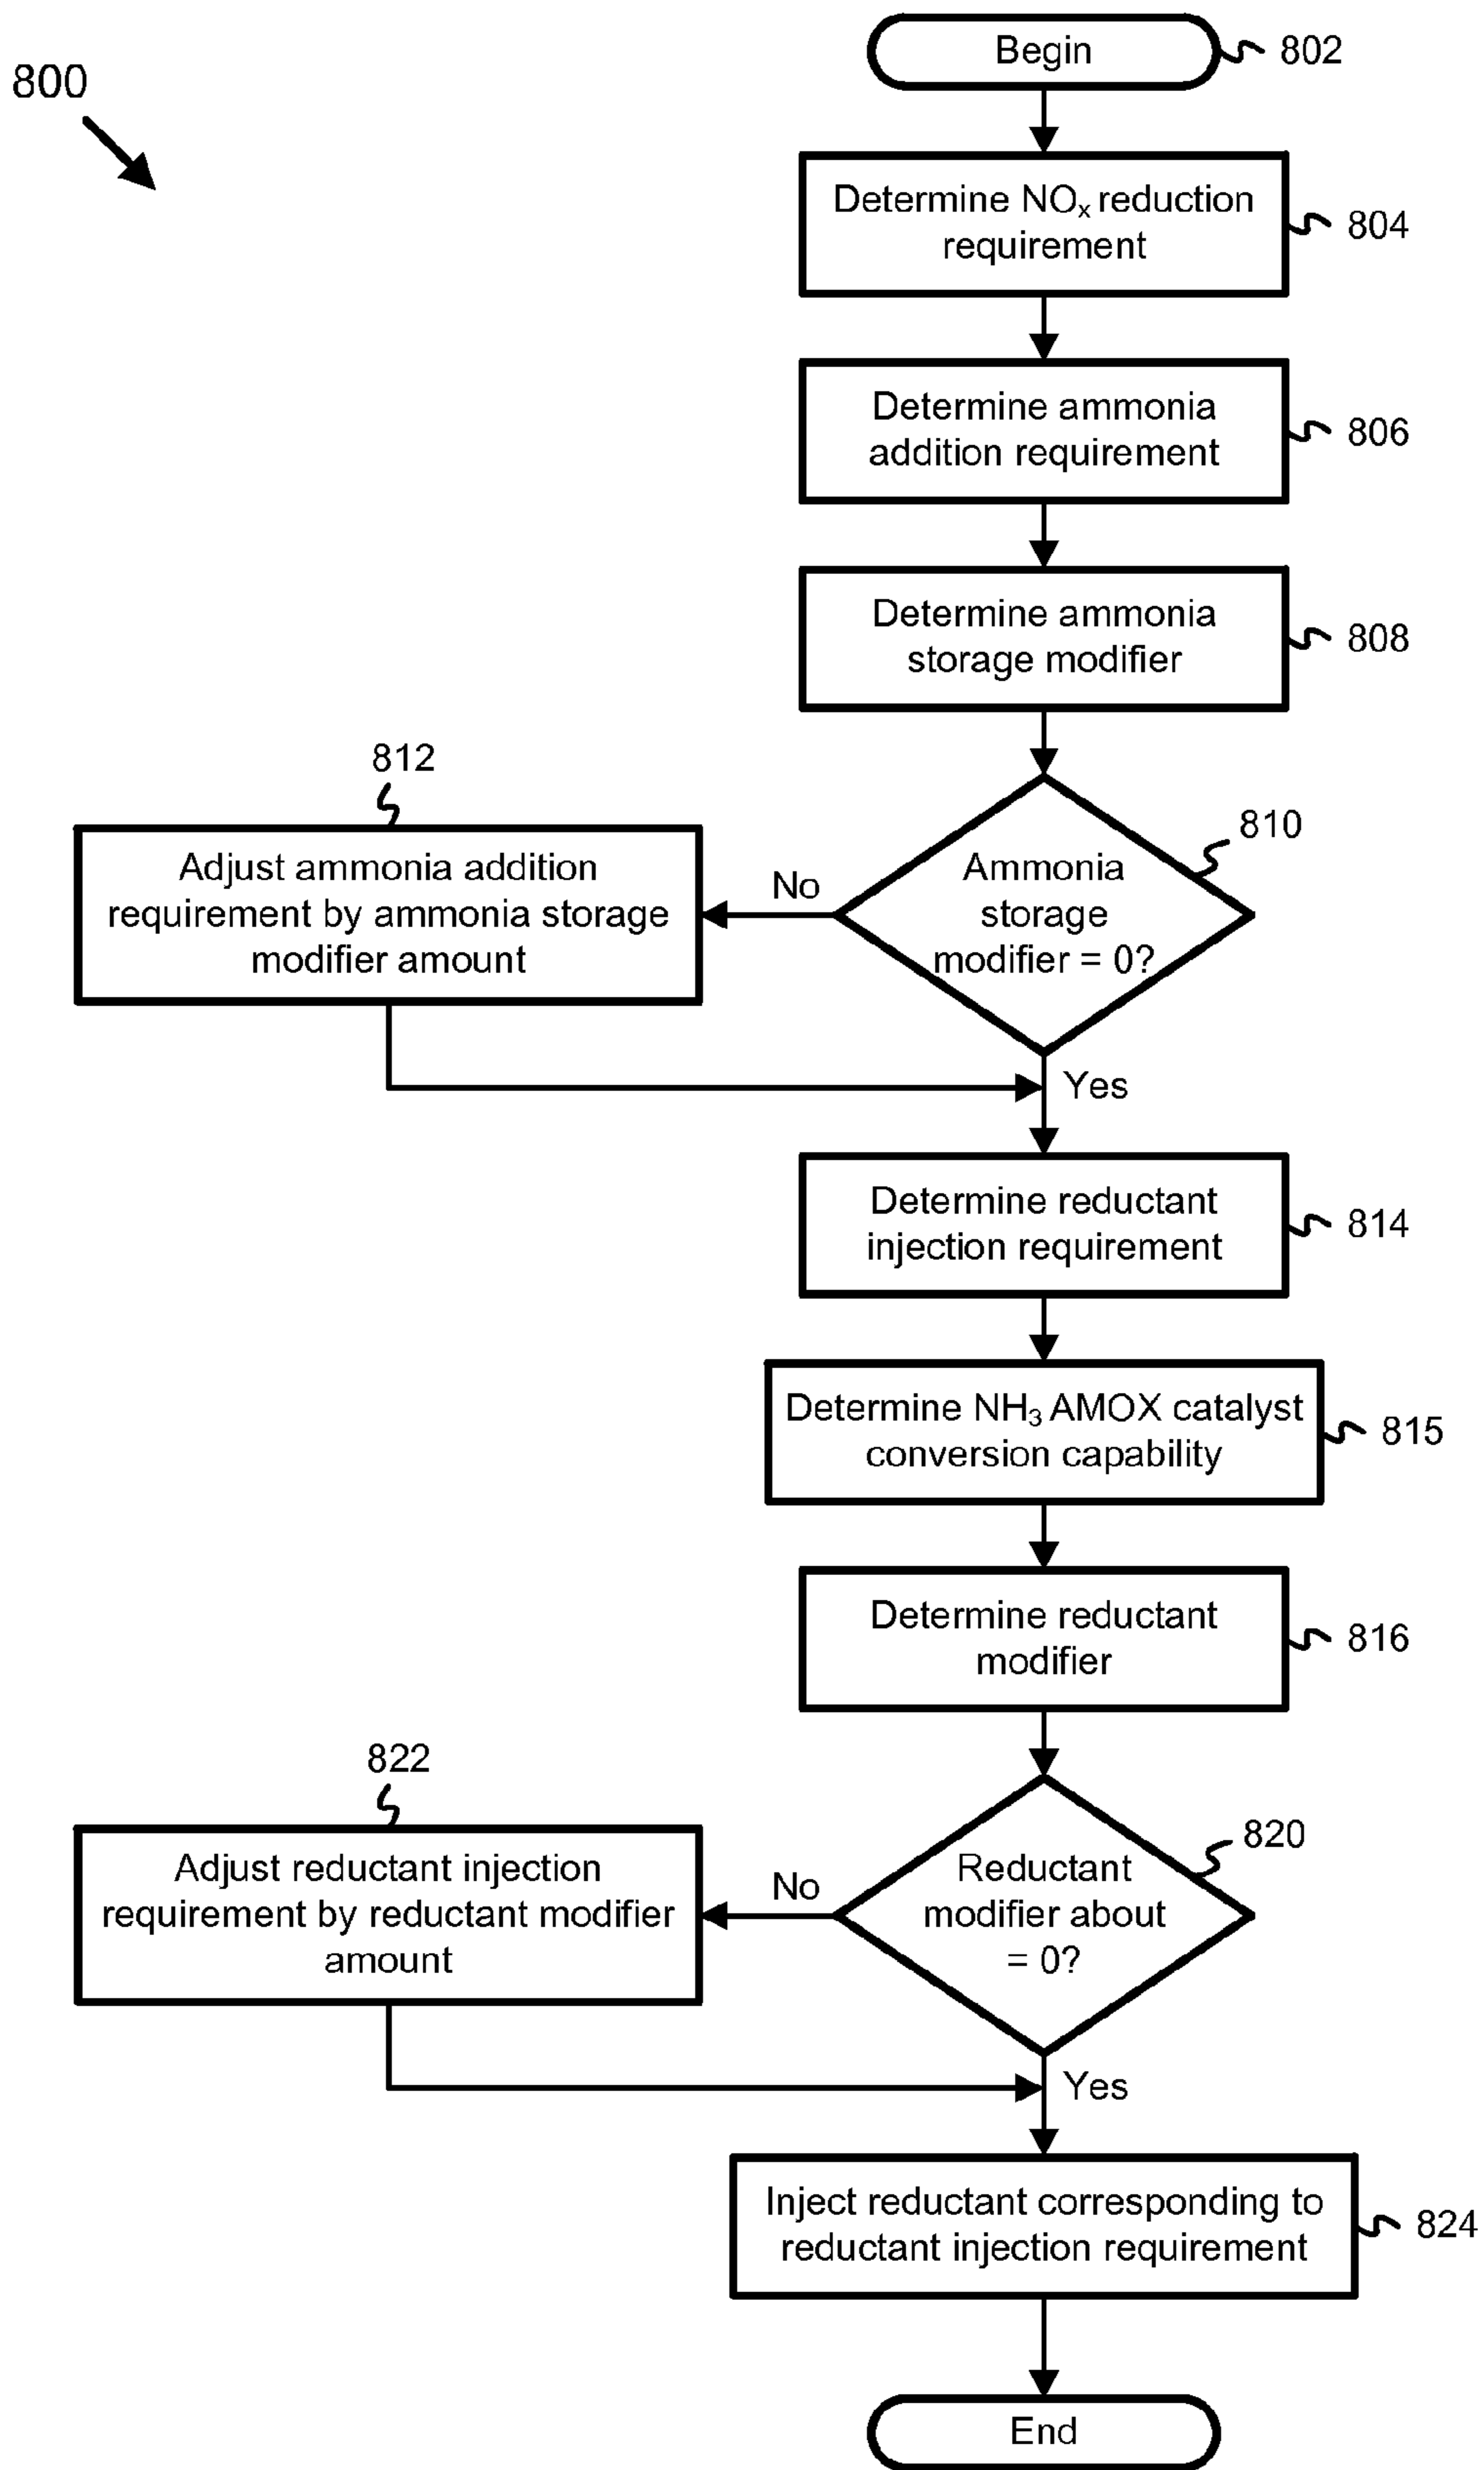 800
Begin
802
Determine NOₓ reduction
requirement
804
Determine ammonia
addition requirement
806
Determine ammonia
storage modifier
808
812
Adjust ammonia addition
requirement by ammonia storage
modifier amount
No
Ammonia
storage
modifier = 0?
810
Yes
Determine reductant
injection requirement
814
Determine NH₃ AMOX catalyst
conversion capability
815
Determine reductant
modifier
816
822
Adjust reductant injection
requirement by reductant modifier
amount
No
Reductant
modifier about
= 0?
820
Yes
Inject reductant corresponding to
reductant injection requirement
824
End